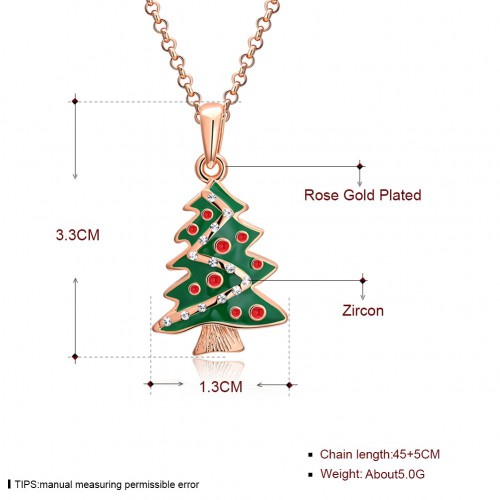 Rose Gold Plated
3.3CM
Zircon
1.3CM
Chain length:45+5CM
Weight: About5.0G
TIPS:manual measuring permissible error